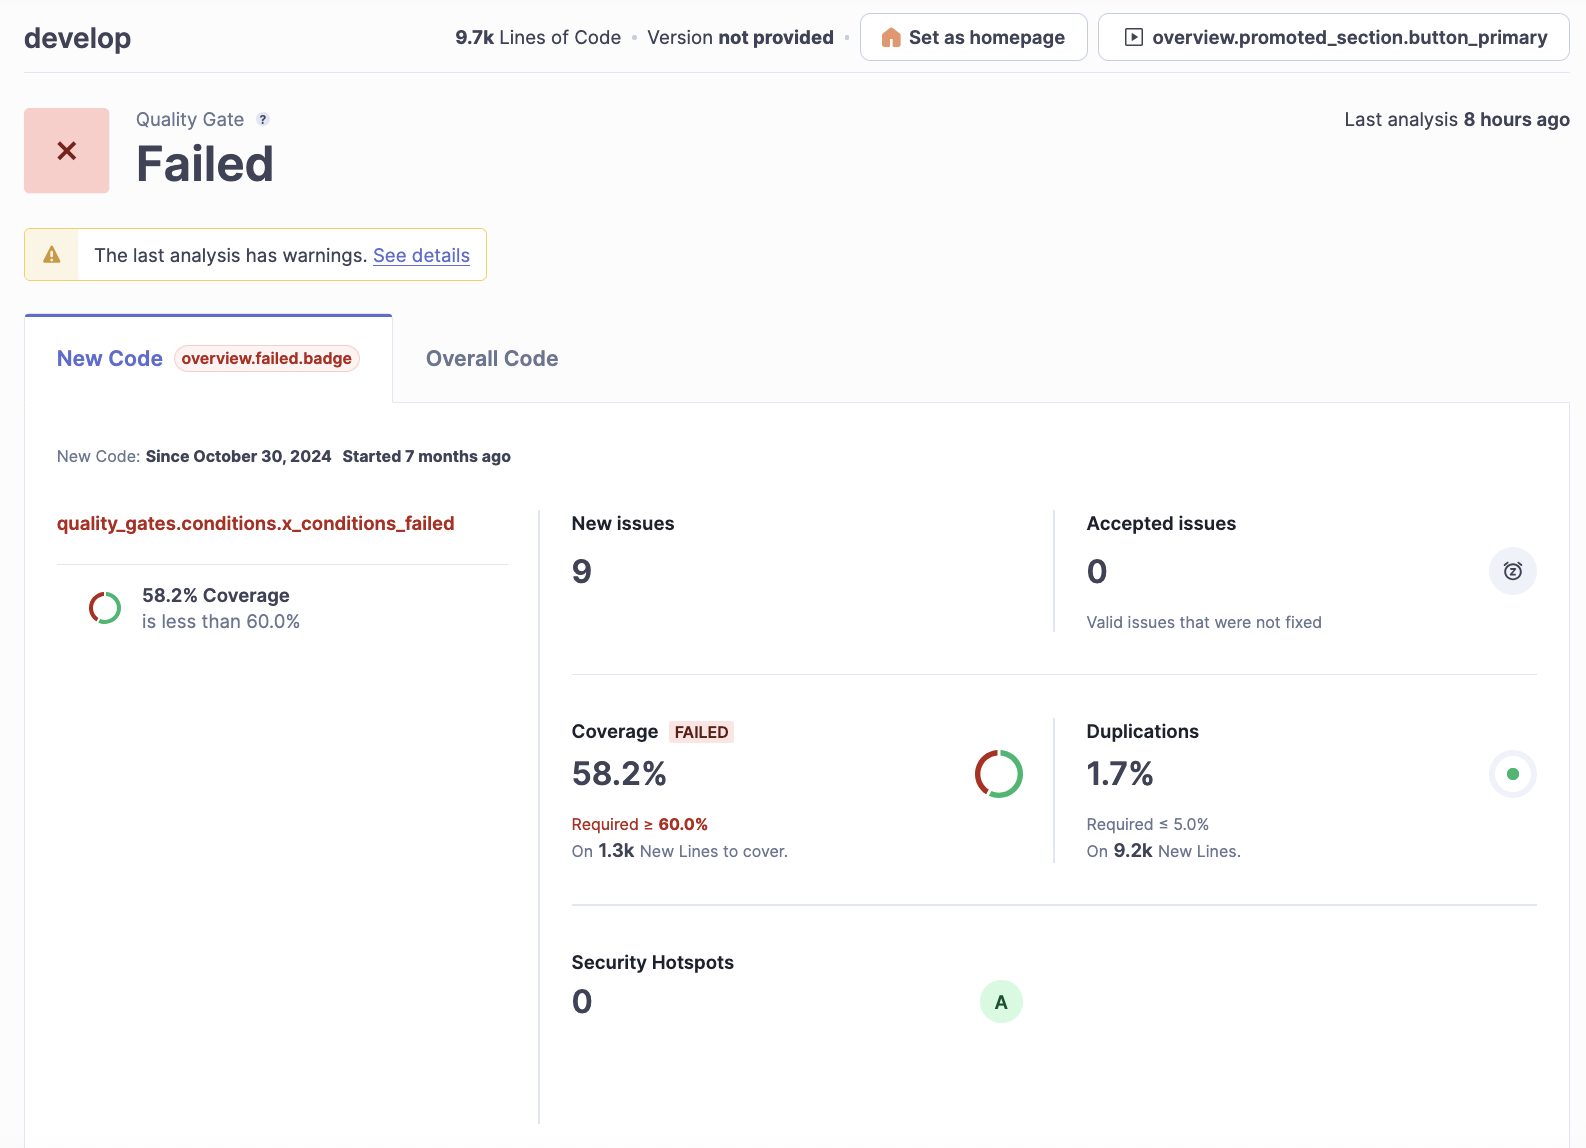 develop
9.7k Lines of Code • Version not provided •
Set as homepage
overview.promoted_section.button_primary
Quality Gate ?
Failed
Last analysis 8 hours ago
The last analysis has warnings. See details
New Code overview.failed.badge
Overall Code
New Code: Since October 30, 2024 Started 7 months ago
quality_gates.conditions.x_conditions_failed
58.2% Coverage
is less than 60.0%
New issues
9
Accepted issues
0
Valid issues that were not fixed
Coverage FAILED
58.2%
Required ≥ 60.0%
On 1.3k New Lines to cover.
Duplications
1.7%
Required ≤ 5.0%
On 9.2k New Lines.
Security Hotspots
0
A